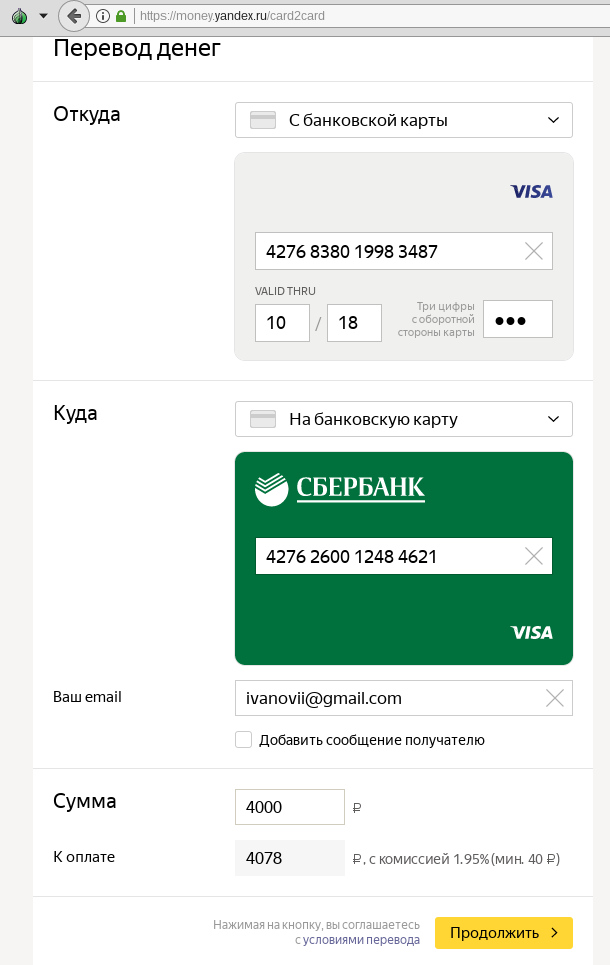 https://money.yandex.ru/card2card
Перевод денег
Откуда
С банковской карты
VISA
4276 8380 1998 3487
VALID THRU
10 / 18
Три цифры
с оборотной
стороны карты
●●●
Куда
На банковскую карту
СБЕРБАНК
4276 2600 1248 4621
VISA
Ваш email
ivanovii@gmail.com
Добавить сообщение получателю
Сумма
4000 ₽
К оплате
4078 ₽, с комиссией 1.95% (мин. 40 ₽)
Нажимая на кнопку, вы соглашаетесь
с условиями перевода
Продолжить